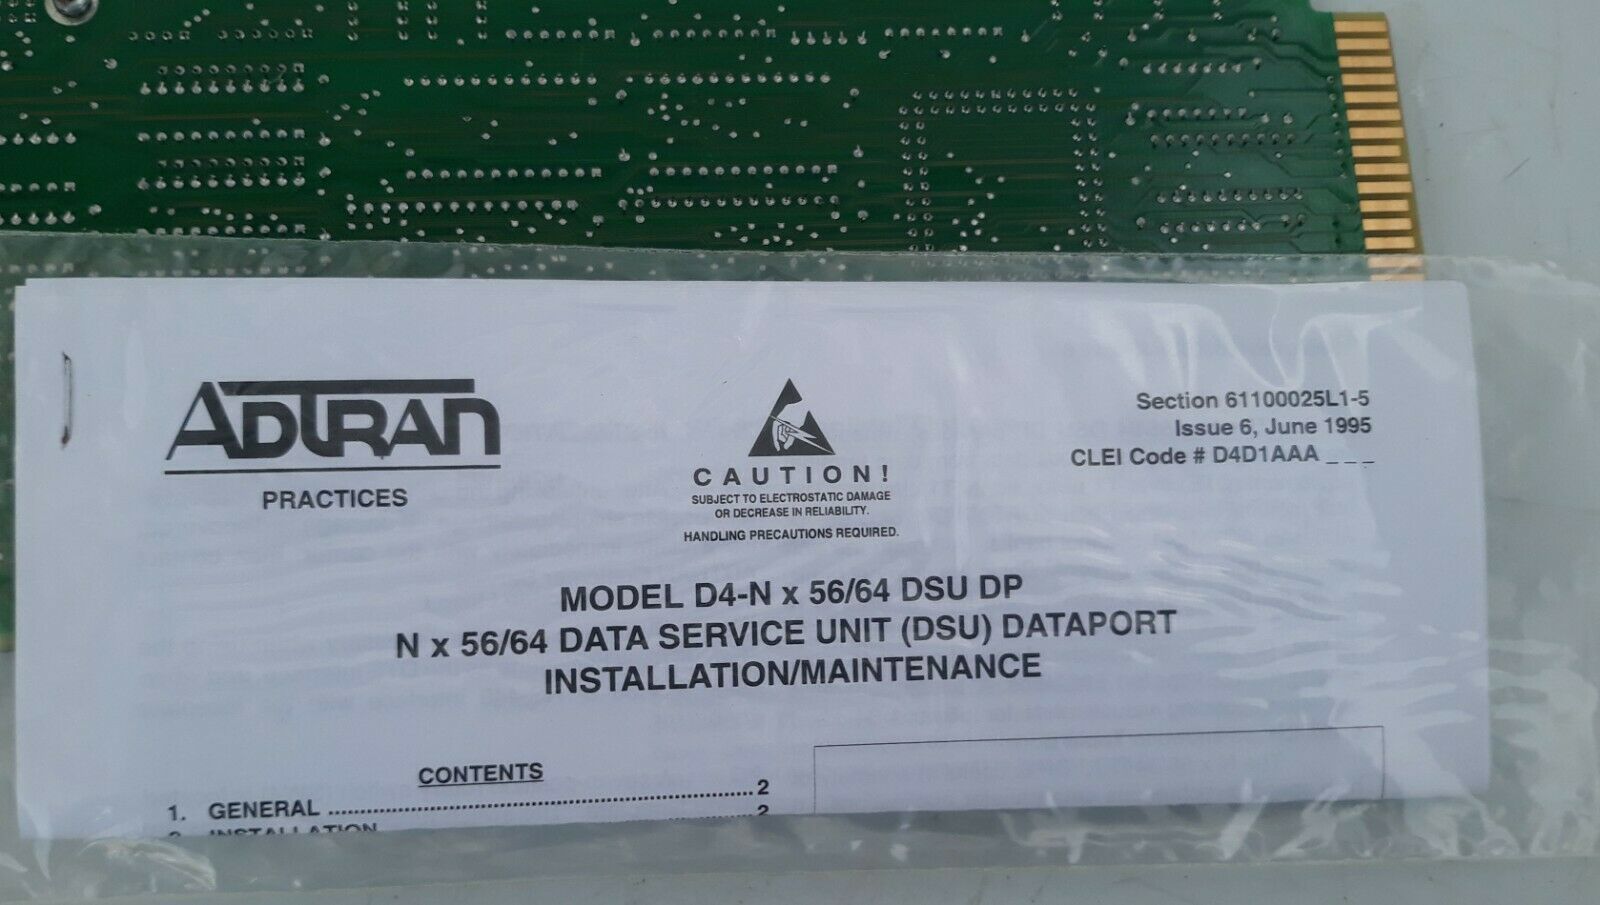 ADTRAN
PRACTICES
CAUTION!
SUBJECT TO ELECTROSTATIC DAMAGE
OR DECREASE IN RELIABILITY.
HANDLING PRECAUTIONS REQUIRED.
Section 61100025L1-5
Issue 6, June 1995
CLEI Code # D4D1AAA _ _ _
MODEL D4-N x 56/64 DSU DP
N x 56/64 DATA SERVICE UNIT (DSU) DATAPORT
INSTALLATION/MAINTENANCE
CONTENTS
1. GENERAL ........................................................... 2
2. INSTALLATION ........................................................... 2